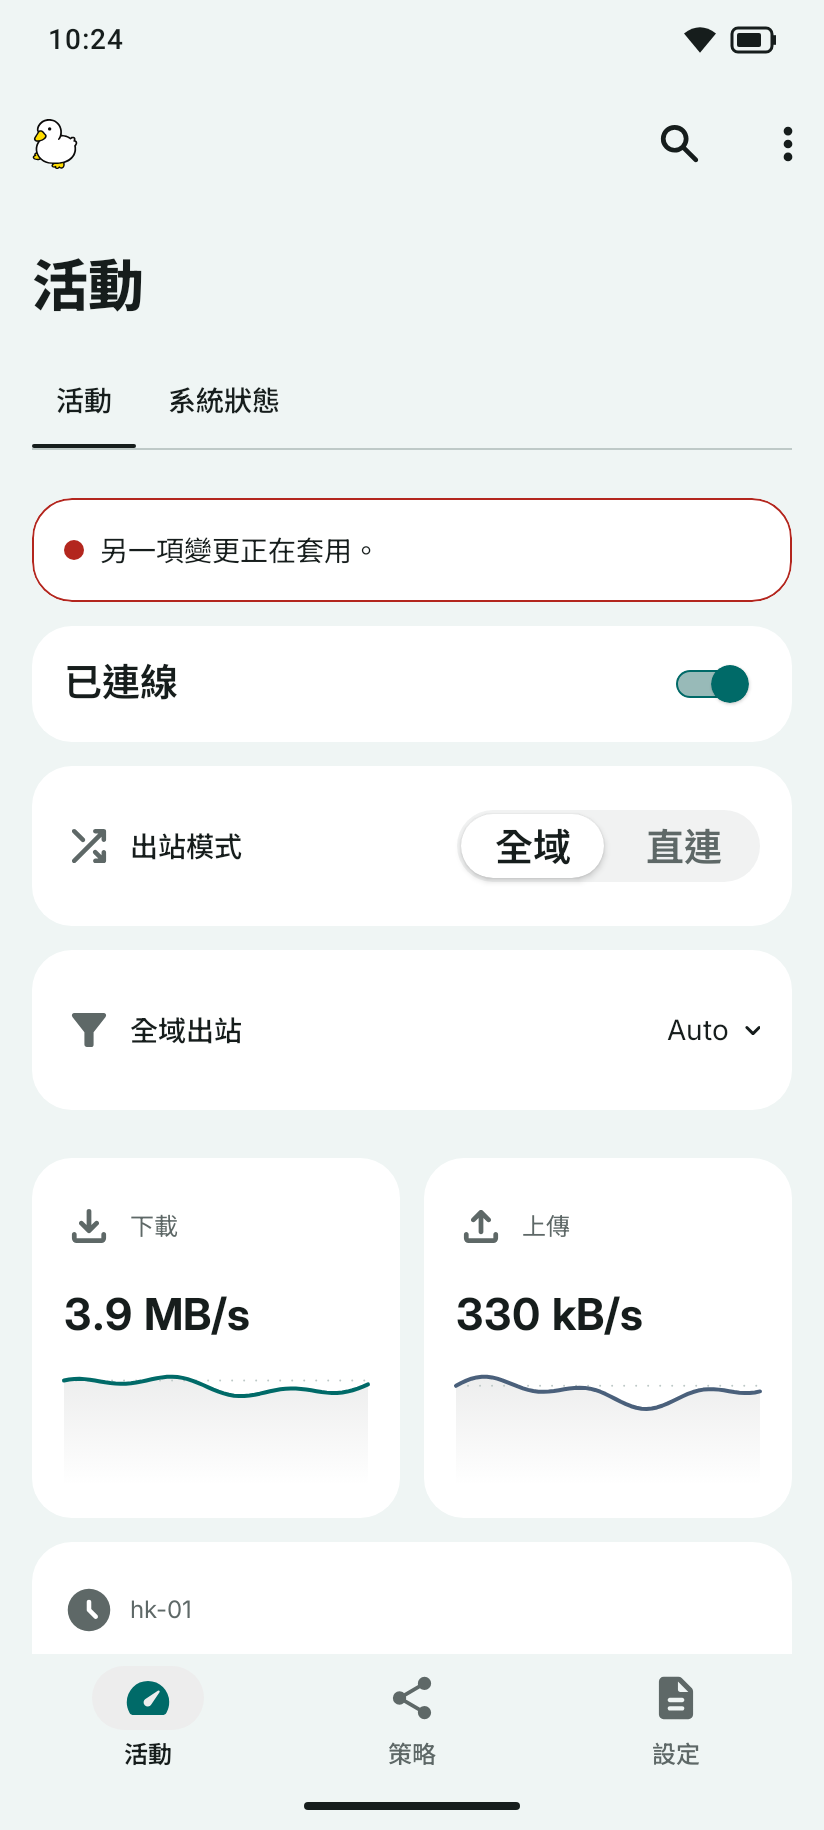 10:24
活動
活動 系統狀態
另一項變更正在套用。
已連線
出站模式 全域 直連
全域出站 Auto
下載 上傳
3.9 MB/s 330 kB/s
hk-01
活動 策略 設定